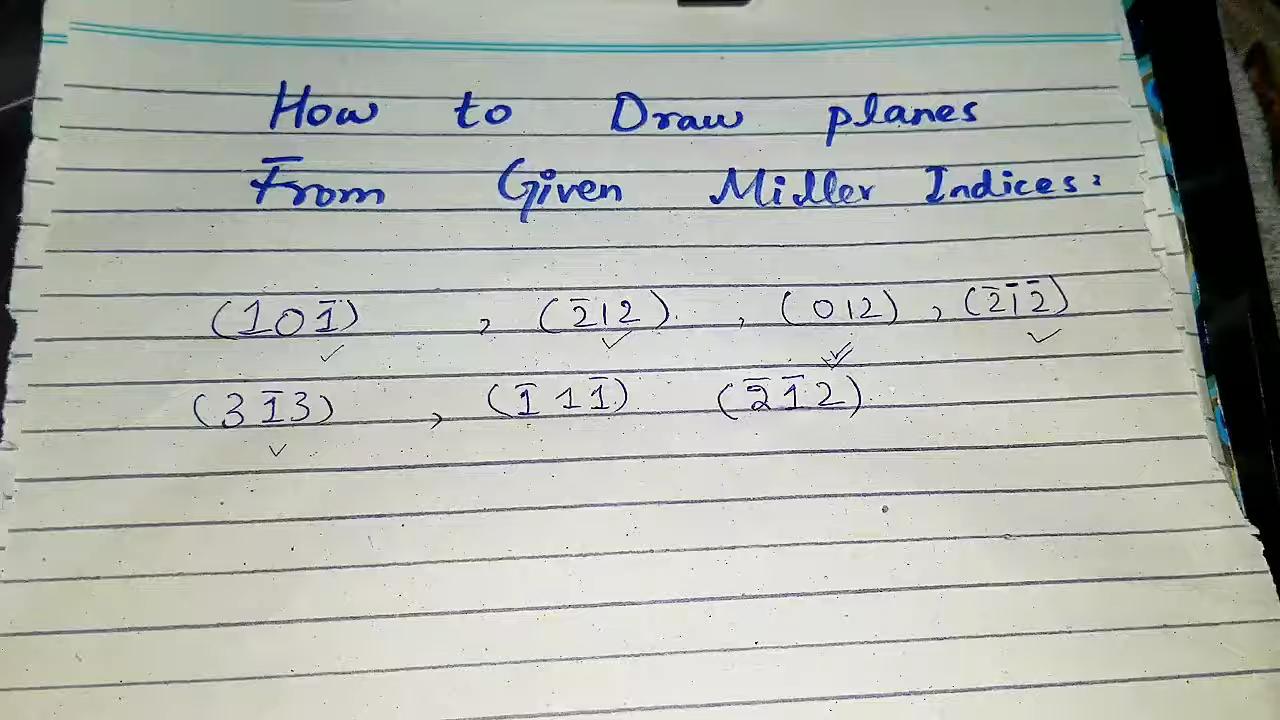 How to Draw planes
From Given Miller Indices:
(1 0 1̅) , (2̅ 1 2) , (0 1 2) , (2̅ 1̅ 2̅)
(3 1̅ 3) , (1̅ 1 1̅) (2̅ 1̅ 2)